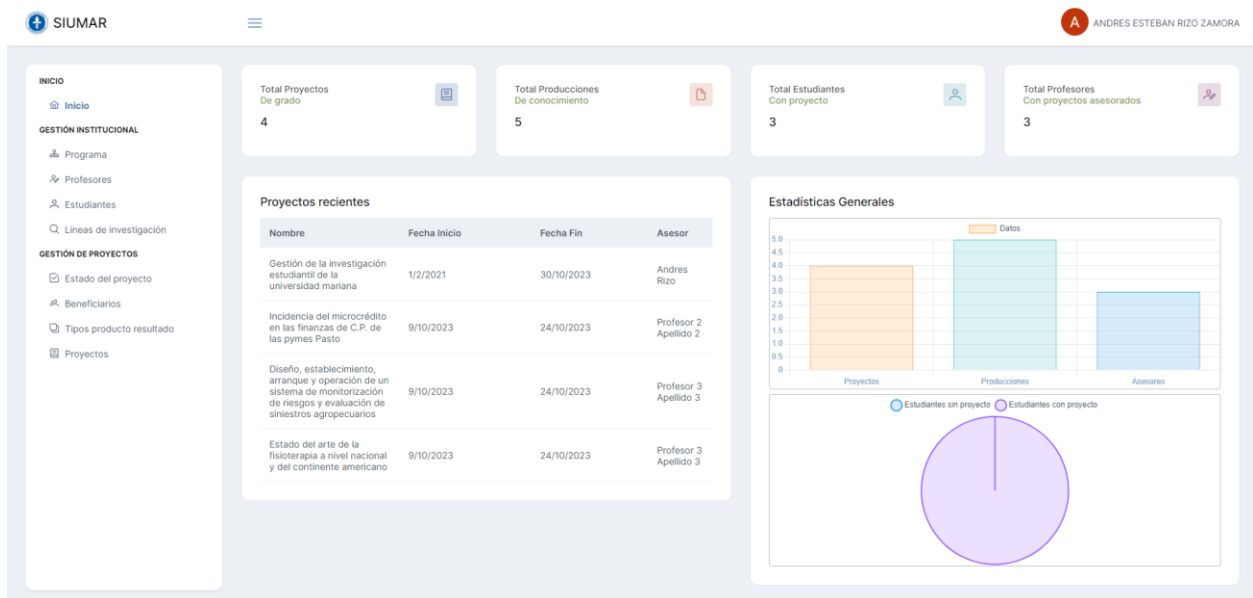 SIUMAR
A
ANDRES ESTEBAN RIZO ZAMORA
INICIO
Inicio
GESTIÓN INSTITUCIONAL
Programa
Profesores
Estudiantes
Líneas de investigación
GESTIÓN DE PROYECTOS
Estado del proyecto
Beneficiarios
Tipos producto resultado
Proyectos
Total Proyectos
De grado
4
Total Producciones
De conocimiento
5
Total Estudiantes
Con proyecto
3
Total Profesores
Con proyectos asesorados
3
Proyectos recientes
Nombre Fecha Inicio Fecha Fin Asesor
Gestión de la investigación
estudiantil de la
universidad mariana
1/2/2021
30/10/2023
Andres
Rizo
Incidencia del microcrédito
en las finanzas de C.P. de
las pymes Pasto
9/10/2023
24/10/2023
Profesor 2
Apellido 2
Diseño, establecimiento,
arranque y operación de un
sistema de monitorización
de riesgos y evaluación de
siniestros agropecuarios
9/10/2023
24/10/2023
Profesor 3
Apellido 3
Estado del arte de la
fisioterapia a nivel nacional
y del continente americano
9/10/2023
24/10/2023
Profesor 3
Apellido 3
Estadísticas Generales
Datos
5.0
4.5
4.0
3.5
3.0
2.5
2.0
1.5
1.0
0.5
0
Proyectos Producciones Asesores
Estudiantes sin proyecto Estudiantes con proyecto